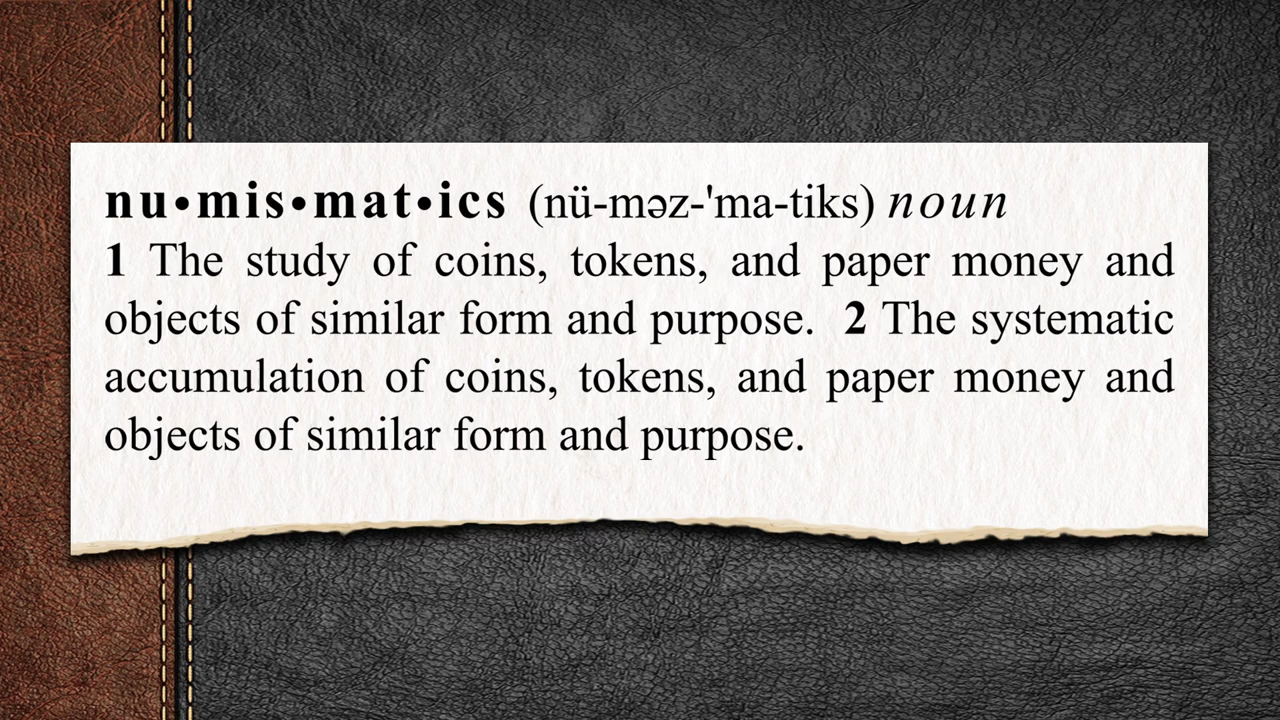 nu•mis•mat•ics (nü-məz-'ma-tiks) noun
1 The study of coins, tokens, and paper money and
objects of similar form and purpose. 2 The systematic
accumulation of coins, tokens, and paper money and
objects of similar form and purpose.